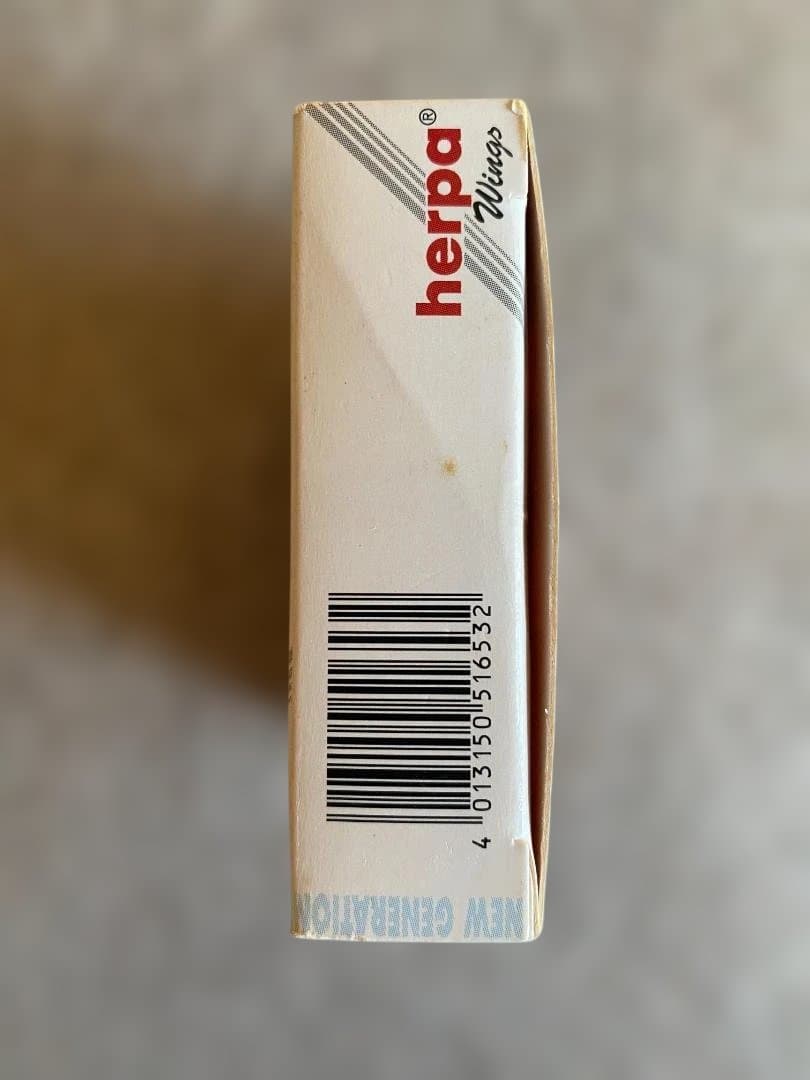 herpa®
Wings
4 013150 516532
NEW GENERATION